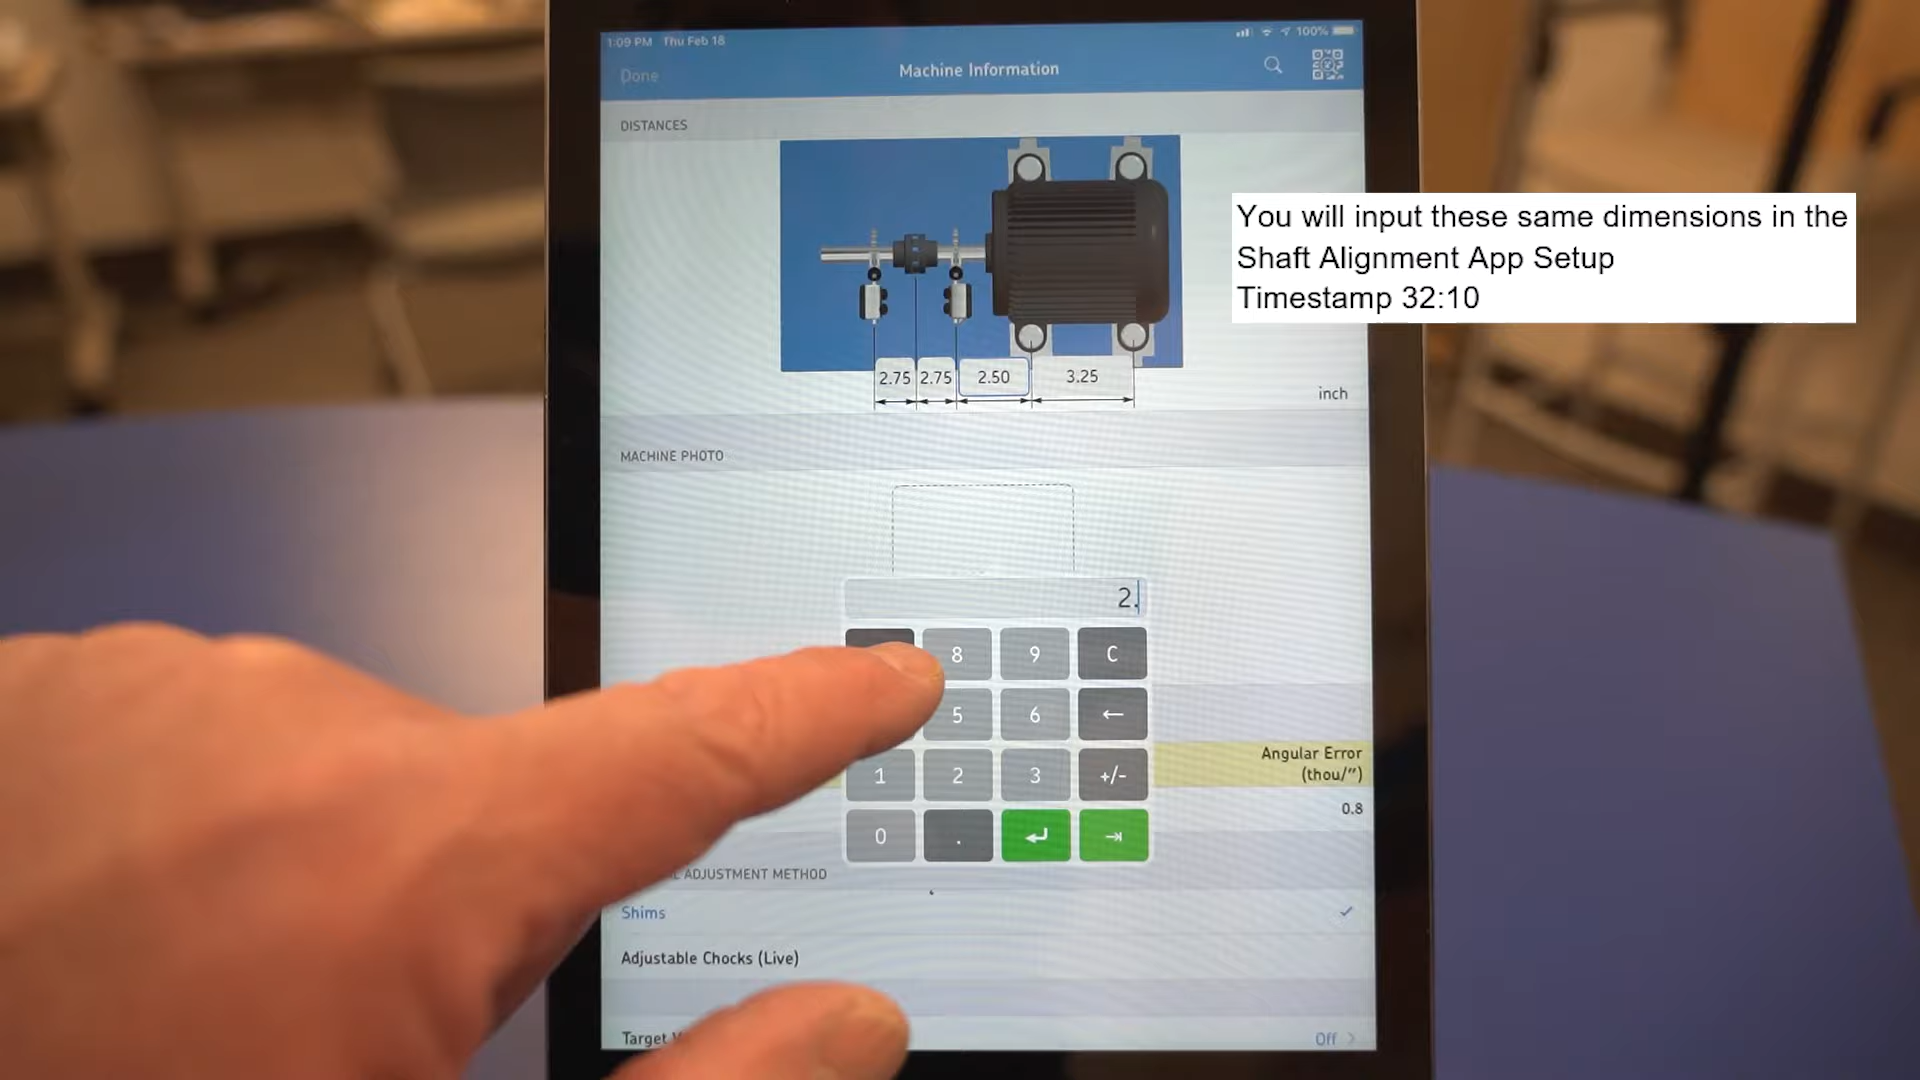 1:09 PM Thu Feb 18
100%
Done
Machine Information
DISTANCES
You will input these same dimensions in the
Shaft Alignment App Setup
Timestamp 32:10
2.75 2.75 2.50 3.25
inch
MACHINE PHOTO
2.
8 9 C
5 6 ←
Angular Error
(thou/")
1 2 3 +/-
0.8
0 .
ADJUSTMENT METHOD
Shims
Adjustable Chocks (Live)
Target
Off